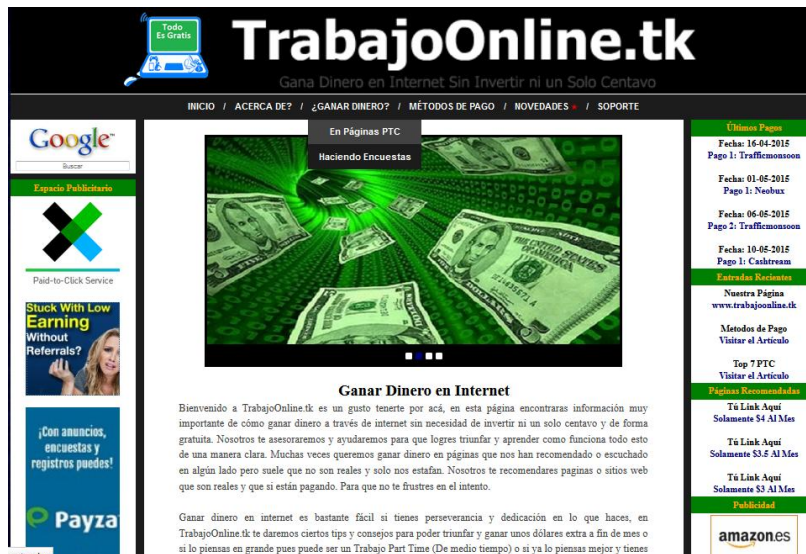 Todo
Es Gratis
TrabajoOnline.tk
Gana Dinero en Internet Sin Invertir ni un Solo Centavo
INICIO / ACERCA DE? / ¿GANAR DINERO? / MÉTODOS DE PAGO / NOVEDADES / SOPORTE
En Páginas PTC
Haciendo Encuestas
Google
Buscar
Espacio Publicitario
Paid-to-Click Service
Stuck With Low
Earning
Without
Referrals?
¡Con anuncios,
encuestas y
registros puedes!
Payza
THE UNITED STATES
OF AMERICA
DOLLARS
Ganar Dinero en Internet
Bienvenido a TrabajoOnline.tk es un gusto tenerte por acá, en esta página encontraras información muy
importante de cómo ganar dinero a través de internet sin necesidad de invertir ni un solo centavo y de forma
gratuita. Nosotros te asesoraremos y ayudaremos para que logres triunfar y aprender como funciona todo esto
de una manera clara. Muchas veces queremos ganar dinero en páginas que nos han recomendado o escuchado
en algún lado pero suele que no son reales y solo nos estafan. Nosotros te recomendares paginas o sitios web
que son reales y que si están pagando. Para que no te frustres en el intento.
Ganar dinero en internet es bastante fácil si tienes perseverancia y dedicación en lo que haces, en
TrabajoOnline.tk te daremos ciertos tips y consejos para poder triunfar y ganar unos dólares extra a fin de mes o
si lo piensas en grande pues puede ser un Trabajo Part Time (De medio tiempo) o si ya lo piensas mejor y tienes
Últimos Pagos
Fecha: 16-04-2015
Pago 1: Trafficmonsoon
Fecha: 01-05-2015
Pago 1: Neobux
Fecha: 06-05-2015
Pago 2: Trafficmonsoon
Fecha: 10-05-2015
Pago 1: Cashtream
Entradas Recientes
Nuestra Página
www.trabajoonline.tk
Metodos de Pago
Visitar el Artículo
Top 7 PTC
Visitar el Artículo
Páginas Recomendadas
Tú Link Aquí
Solamente $4 Al Mes
Tú Link Aquí
Solamente $3.5 Al Mes
Tú Link Aquí
Solamente $3 Al Mes
Publicidad
amazon.es